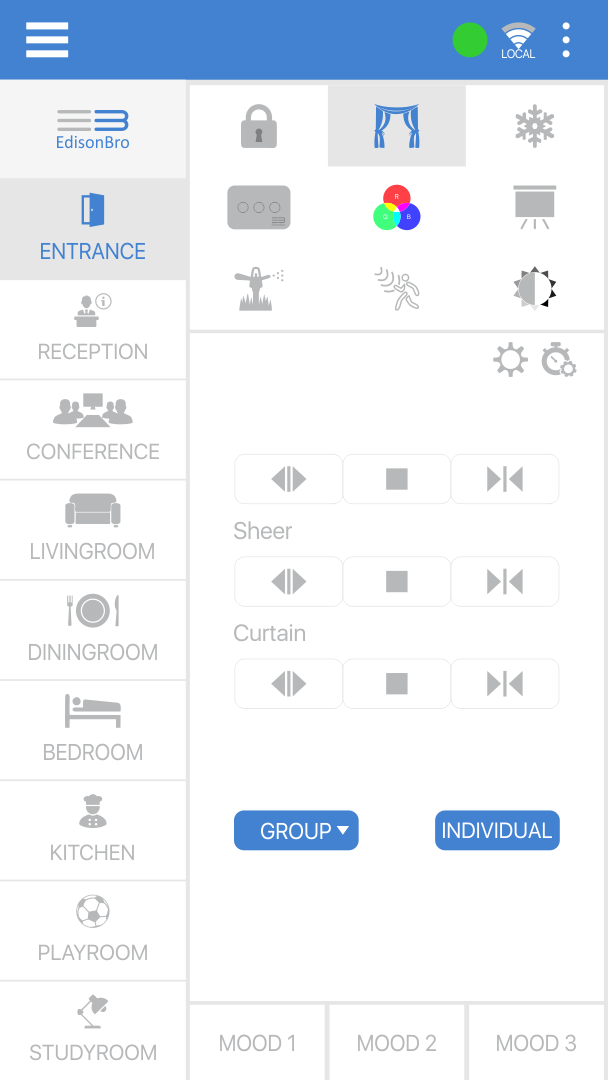 LOCAL
EdisonBro
ENTRANCE
RECEPTION
CONFERENCE
LIVINGROOM
DININGROOM
BEDROOM
KITCHEN
PLAYROOM
STUDYROOM
R
G
B
Sheer
Curtain
GROUP
INDIVIDUAL
MOOD 1
MOOD 2
MOOD 3